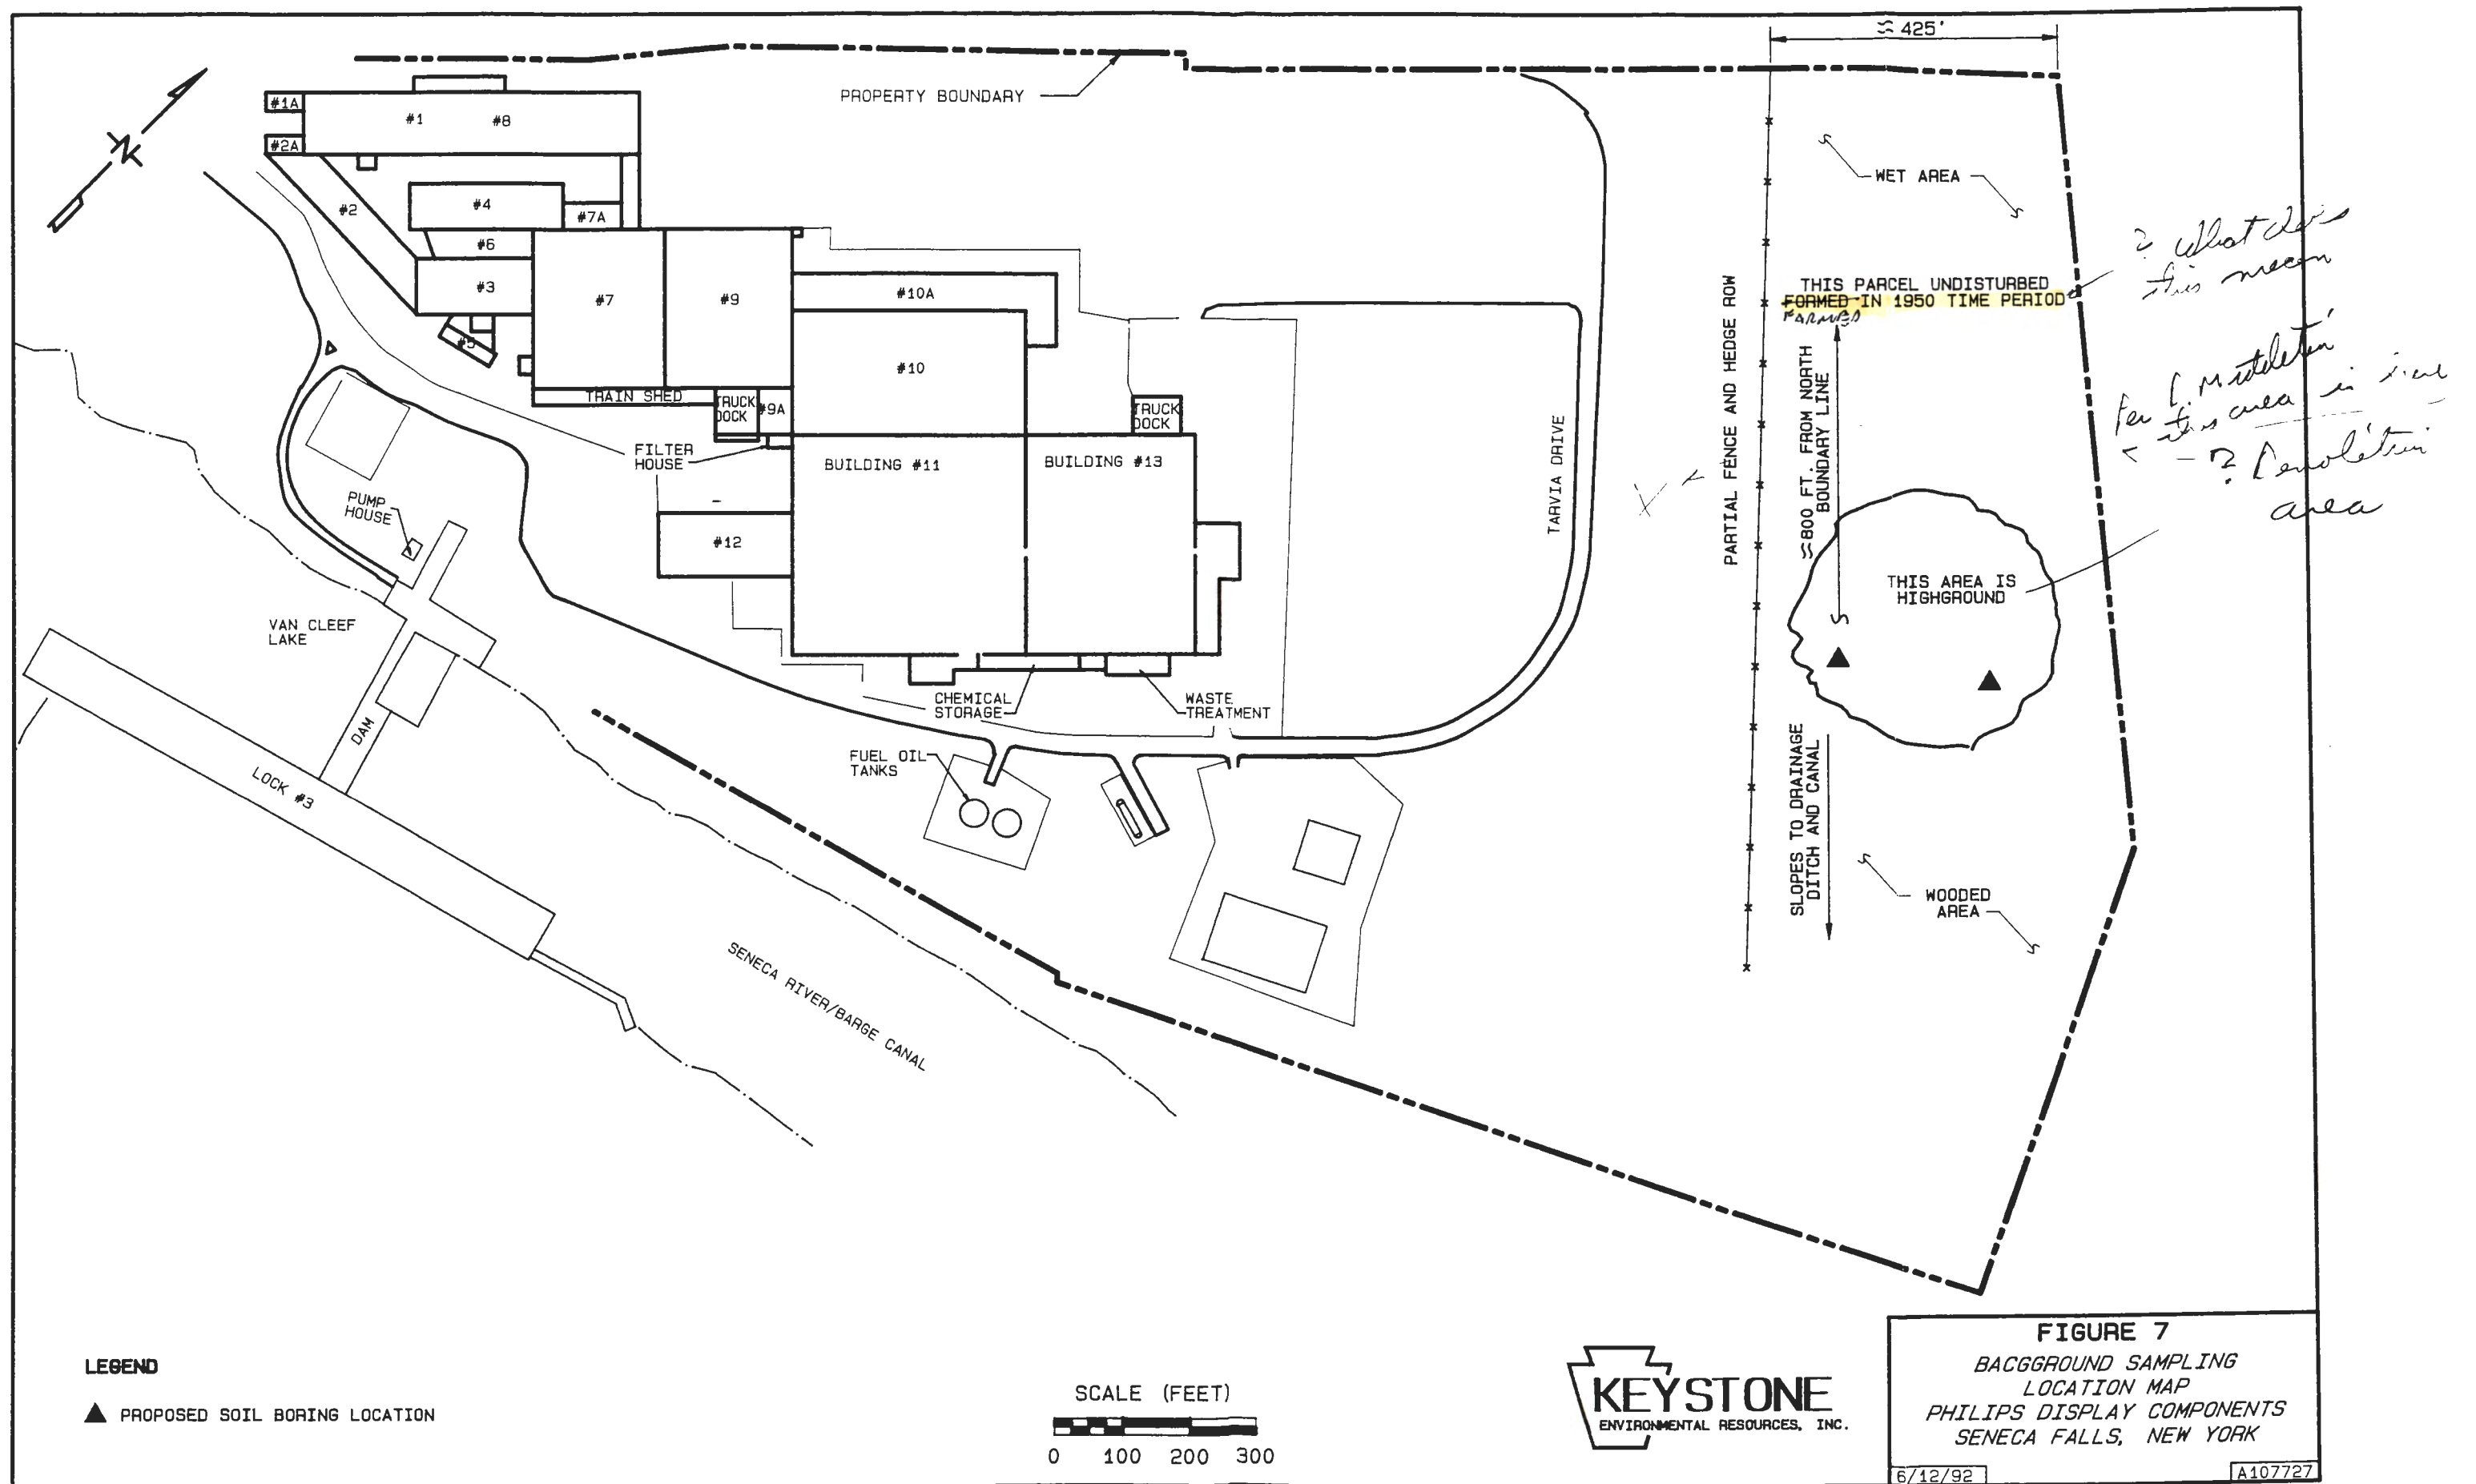 ≈ 425'
PROPERTY BOUNDARY
#1A
#1
#8
#2A
#2
#4
#7A
#6
#3
#5
#7
#9
#10A
#10
TRAIN SHED
TRUCK
DOCK
#9A
TRUCK
DOCK
FILTER
HOUSE
BUILDING #11
BUILDING #13
#12
PUMP
HOUSE
VAN CLEEF
LAKE
DAM
LOCK #3
CHEMICAL
STORAGE
WASTE
TREATMENT
FUEL OIL
TANKS
SENECA RIVER/BARGE CANAL
TARVIA DRIVE
PARTIAL FENCE AND HEDGE ROW
WET AREA
THIS PARCEL UNDISTURBED
FORMED IN 1950 TIME PERIOD
FARMED
? What does
this mean
≈800 FT. FROM NORTH
BOUNDARY LINE
Per
this area is
? Demolition
area
THIS AREA IS
HIGHGROUND
SLOPES TO DRAINAGE
DITCH AND CANAL
WOODED
AREA
N
X
LEGEND
▲ PROPOSED SOIL BORING LOCATION
SCALE (FEET)
0 100 200 300
KEYSTONE
ENVIRONMENTAL RESOURCES, INC.
FIGURE 7
BACGGROUND SAMPLING
LOCATION MAP
PHILIPS DISPLAY COMPONENTS
SENECA FALLS, NEW YORK
6/12/92
A107727